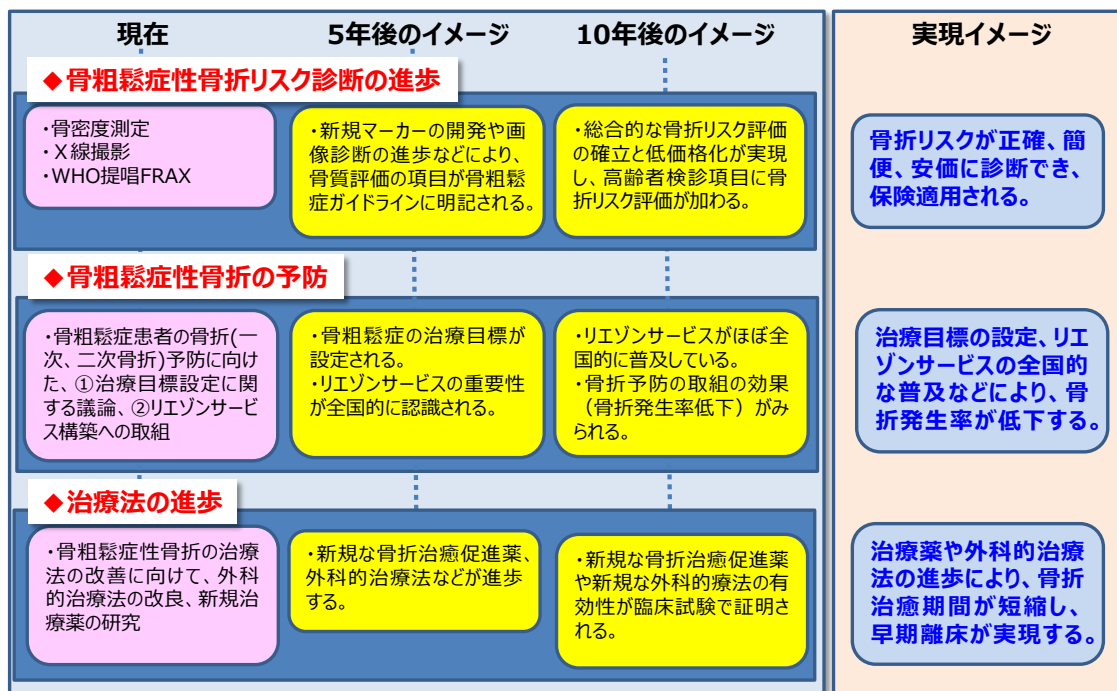 現在
5年後のイメージ
10年後のイメージ
実現イメージ
◆骨粗鬆症性骨折リスク診断の進歩
・骨密度測定
・X線撮影
・WHO提唱FRAX
・新規マーカーの開発や画
像診断の進歩などにより、
骨質評価の項目が骨粗鬆
症ガイドラインに明記される。
・総合的な骨折リスク評価
の確立と低価格化が実現
し、高齢者検診項目に骨
折リスク評価が加わる。
骨折リスクが正確、簡
便、安価に診断でき、
保険適用される。
◆骨粗鬆症性骨折の予防
・骨粗鬆症患者の骨折(一
次、二次骨折)予防に向け
た、①治療目標設定に関
する議論、②リエゾンサービ
ス構築への取組
・骨粗鬆症の治療目標が
設定される。
・リエゾンサービスの重要性
が全国的に認識される。
・リエゾンサービスがほぼ全
国的に普及している。
・骨折予防の取組の効果
（骨折発生率低下）がみ
られる。
治療目標の設定、リエ
ゾンサービスの全国的
な普及などにより、骨
折発生率が低下する。
◆治療法の進歩
・骨粗鬆症性骨折の治療
法の改善に向けて、外科
的治療法の改良、新規治
療薬の研究
・新規な骨折治癒促進薬、
外科的治療法などが進歩
する。
・新規な骨折治癒促進薬
や新規な外科的療法の有
効性が臨床試験で証明さ
れる。
治療薬や外科的治療
法の進歩により、骨折
治癒期間が短縮し、
早期離床が実現する。